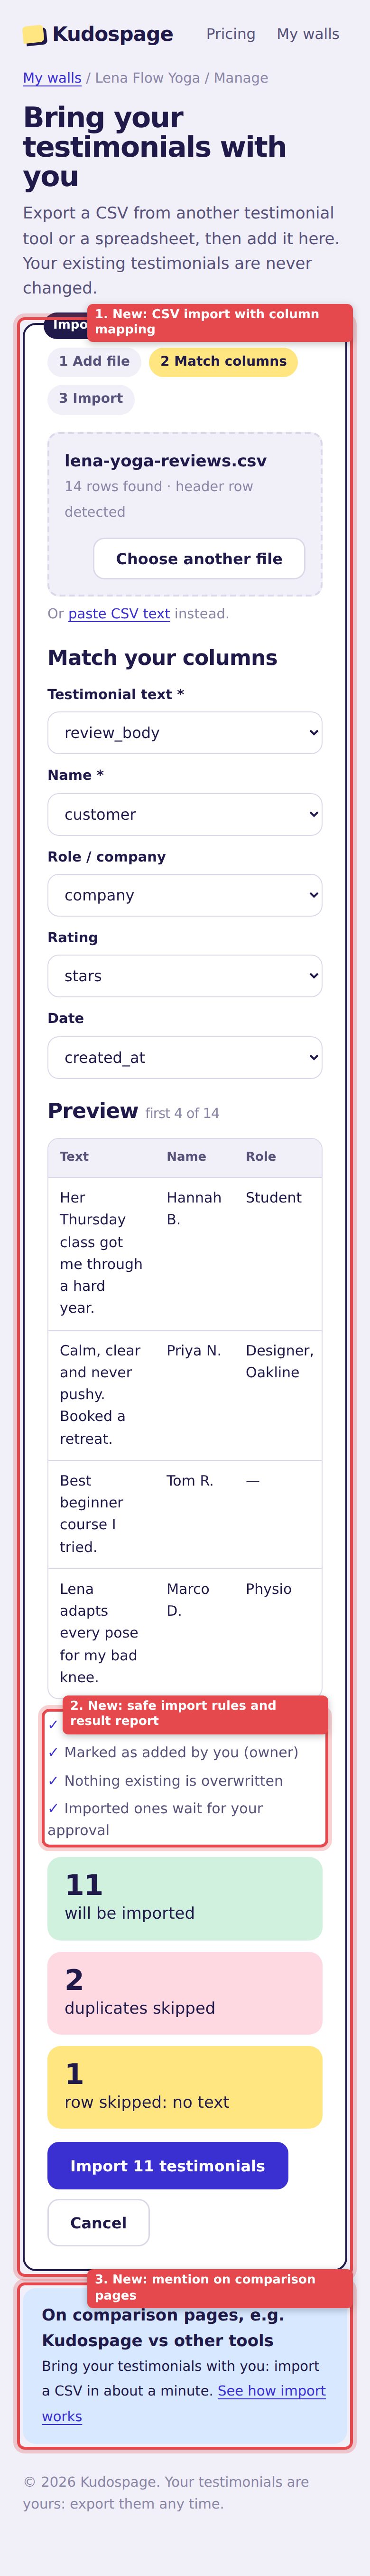 Kudospage
Pricing
My walls
My walls / Lena Flow Yoga / Manage
Bring your
testimonials with
you
Export a CSV from another testimonial
tool or a spreadsheet, then add it here.
Your existing testimonials are never
changed.
1. New: CSV import with column
mapping
1 Add file
2 Match columns
3 Import
lena-yoga-reviews.csv
14 rows found · header row
detected
Choose another file
Or paste CSV text instead.
Match your columns
Testimonial text *
review_body
Name *
customer
Role / company
company
Rating
stars
Date
created_at
Preview first 4 of 14
Text Name Role
Her Hannah Student
Thursday B.
class got
me through
a hard
year.
Calm, clear Priya N. Designer,
and never Oakline
pushy.
Booked a
retreat.
Best Tom R. —
beginner
course I
tried.
Lena Marco Physio
adapts D.
every pose
for my bad
knee.
2. New: safe import rules and
result report
✓
✓ Marked as added by you (owner)
✓ Nothing existing is overwritten
✓ Imported ones wait for your
approval
11
will be imported
2
duplicates skipped
1
row skipped: no text
Import 11 testimonials
Cancel
3. New: mention on comparison
pages
On comparison pages, e.g.
Kudospage vs other tools
Bring your testimonials with you: import
a CSV in about a minute. See how import
works
© 2026 Kudospage. Your testimonials are
yours: export them any time.